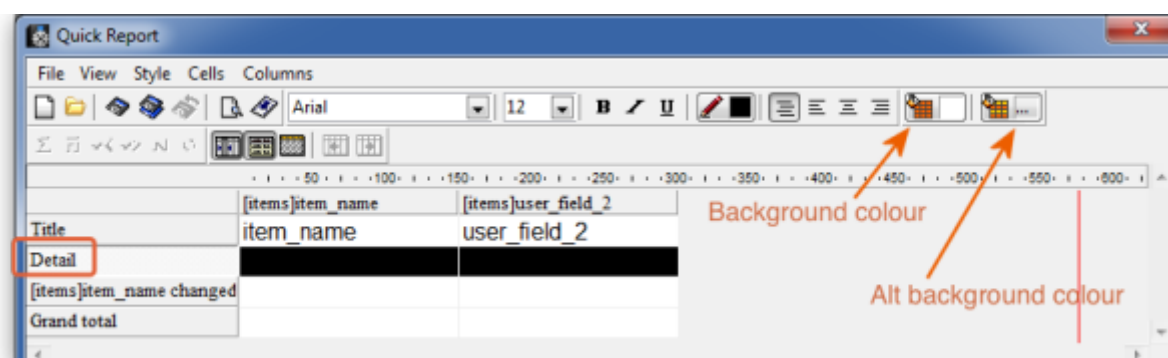 Quick Report
x
File View Style Cells Columns
Arial 12 B I U ...
50 100 150 200 250 300 350 400 450 500 550 600
[items]item_name [items]user_field_2
Background colour
Title item_name user_field_2
Detail
Alt background colour
[items]item_name changed
Grand total